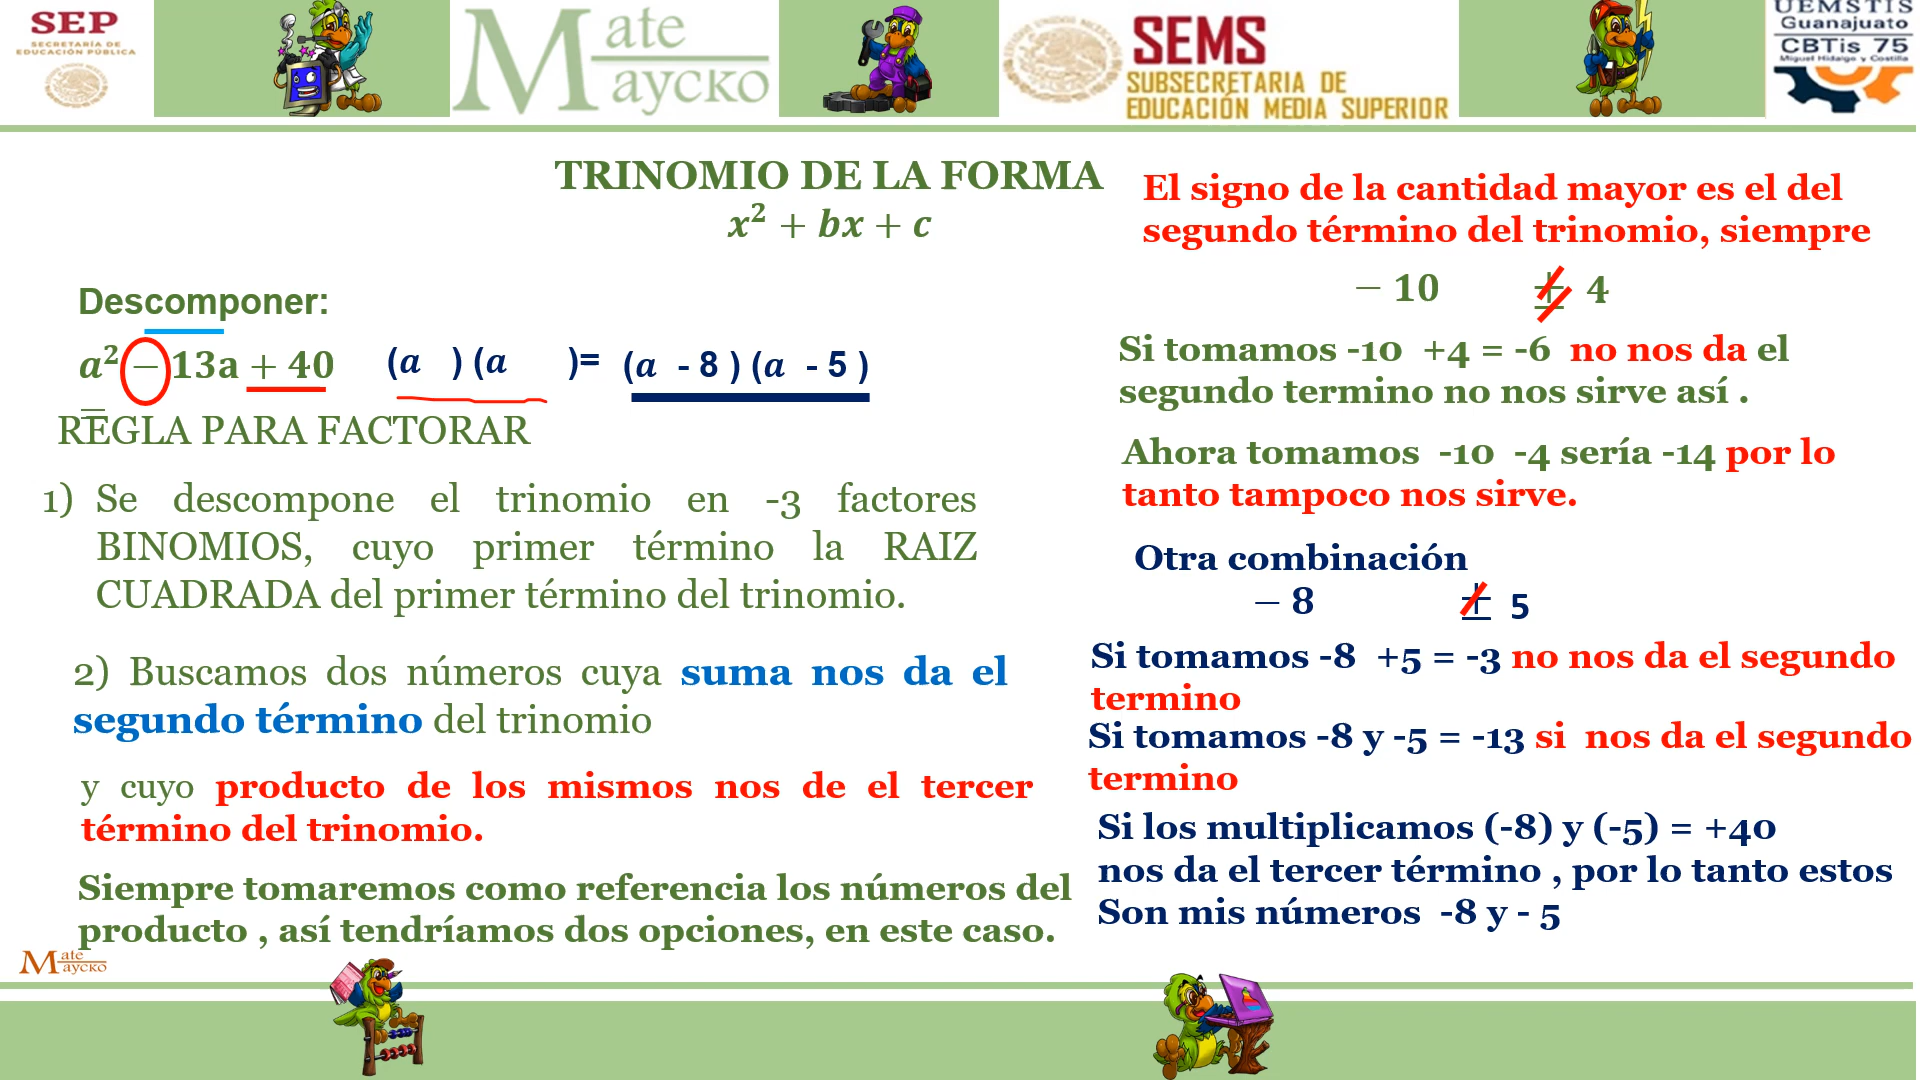 SEP
SECRETARÍA DE
EDUCACIÓN PÚBLICA
Mate
Maycko
SEMS
SUBSECRETARIA DE
EDUCACIÓN MEDIA SUPERIOR
UEMSTIS
Guanajuato
CBTis 75
Miguel Hidalgo y Costilla
TRINOMIO DE LA FORMA
x² + bx + c
Descomponer:
a² − 13a + 40 = (a ) (a )= (a - 8 ) (a - 5 )
REGLA PARA FACTORAR
1) Se descompone el trinomio en -3 factores
BINOMIOS, cuyo primer término la RAIZ
CUADRADA del primer término del trinomio.
2) Buscamos dos números cuya suma nos da el
segundo término del trinomio
y cuyo producto de los mismos nos de el tercer
término del trinomio.
Siempre tomaremos como referencia los números del
producto , así tendríamos dos opciones, en este caso.
El signo de la cantidad mayor es el del
segundo término del trinomio, siempre
− 10 ± 4
Si tomamos -10 +4 = -6 no nos da el
segundo termino no nos sirve así .
Ahora tomamos -10 -4 sería -14 por lo
tanto tampoco nos sirve.
Otra combinación
− 8 ± 5
Si tomamos -8 +5 = -3 no nos da el segundo
termino
Si tomamos -8 y -5 = -13 si nos da el segundo
termino
Si los multiplicamos (-8) y (-5) = +40
nos da el tercer término , por lo tanto estos
Son mis números -8 y - 5
Mate
Maycko